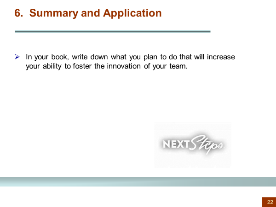 6. Summary and Application
➢ In your book, write down what you plan to do that will increase
your ability to foster the innovation of your team.
NEXT Steps
22